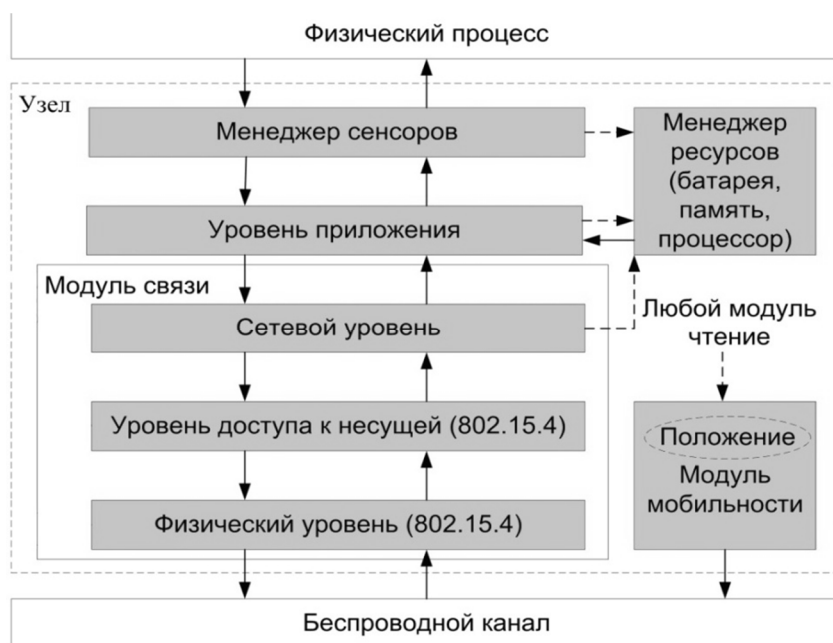 Физический процесс
Узел
Менеджер сенсоров
Менеджер
ресурсов
(батарея,
память,
процессор)
Уровень приложения
Модуль связи
Сетевой уровень
Любой модуль
чтение
Уровень доступа к несущей (802.15.4)
Положение
Модуль
мобильности
Физический уровень (802.15.4)
Беспроводной канал